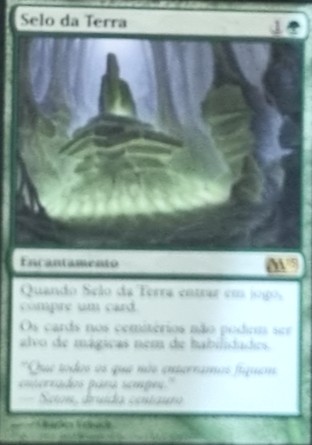 Selo da Terra 1
Encantamento
M13
Quando Selo da Terra entrar em jogo,
compre um card.
Os cards nos cemitérios não podem ser
alvo de mágicas nem de habilidades.
"Que todos os que nós enterramos fiquem
enterrados para sempre."
— Seton, druida centauro